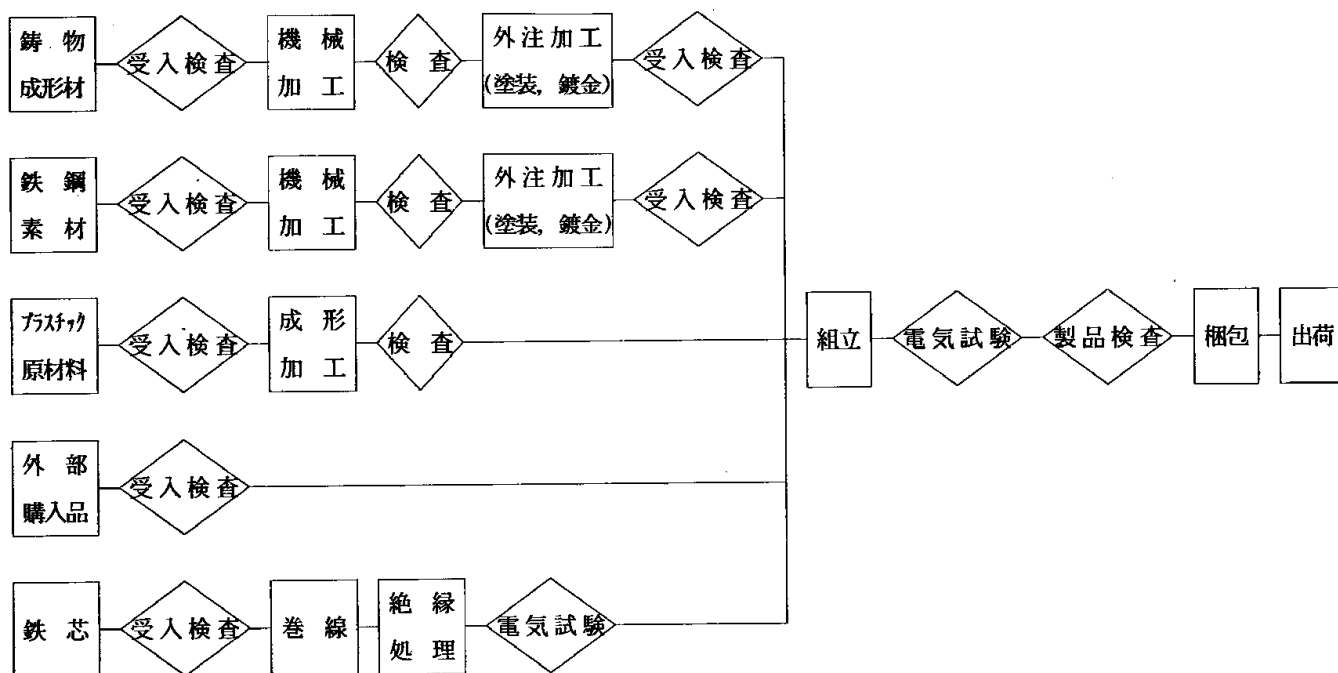 鋳物
成形材
受入検査
機械
加工
検査
外注加工
(塗装, 鍍金)
受入検査
鉄鋼
素材
受入検査
機械
加工
検査
外注加工
(塗装, 鍍金)
受入検査
プラスチック
原材料
受入検査
成形
加工
検査
組立
電気試験
製品検査
梱包
出荷
外部
購入品
受入検査
鉄芯
受入検査
巻線
絶縁
処理
電気試験